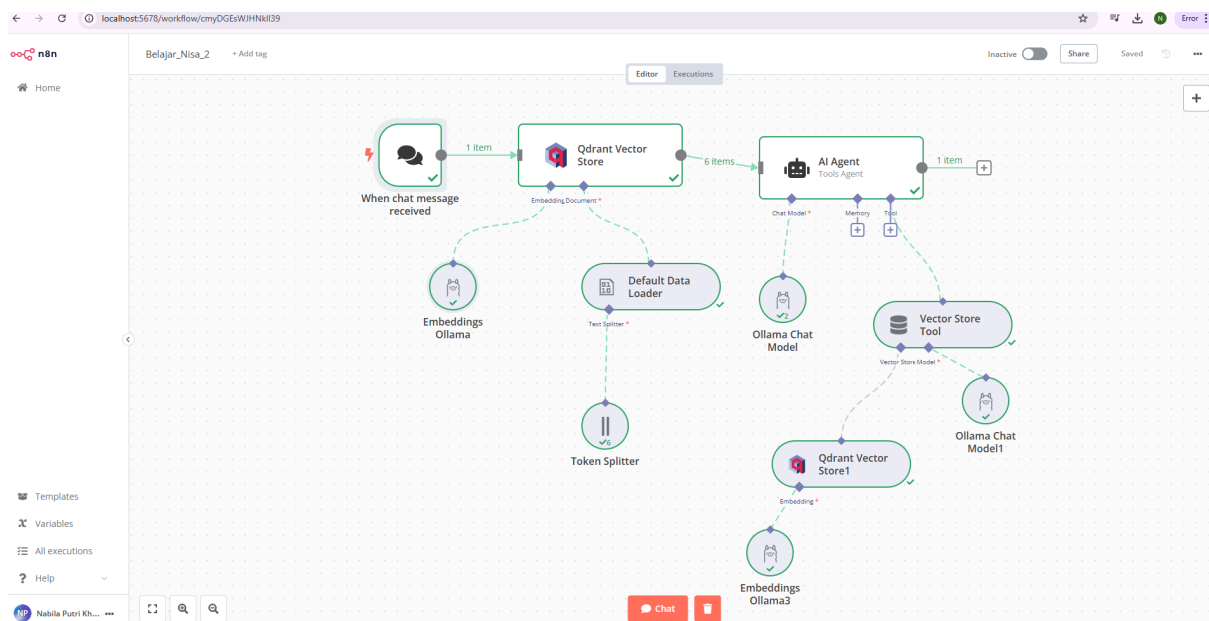 localhost:5678/workflow/cmyDGEsWJHNklI39
N
Error
n8n
Belajar_Nisa_2
+ Add tag
Inactive
Share
Saved
Editor
Executions
Home
1 item
Qdrant Vector
Store
6 items
AI Agent
Tools Agent
1 item
When chat message
received
Embedding
Document *
Chat Model *
Memory
Tool
Embeddings
Ollama
Default Data
Loader
Text Splitter *
2
Ollama Chat
Model
Vector Store
Tool
Vector Store
Model *
6
Token Splitter
Ollama Chat
Model1
Qdrant Vector
Store1
Embedding *
Embeddings
Ollama3
Templates
Variables
All executions
Help
NP
Nabila Putri Kh...
Chat